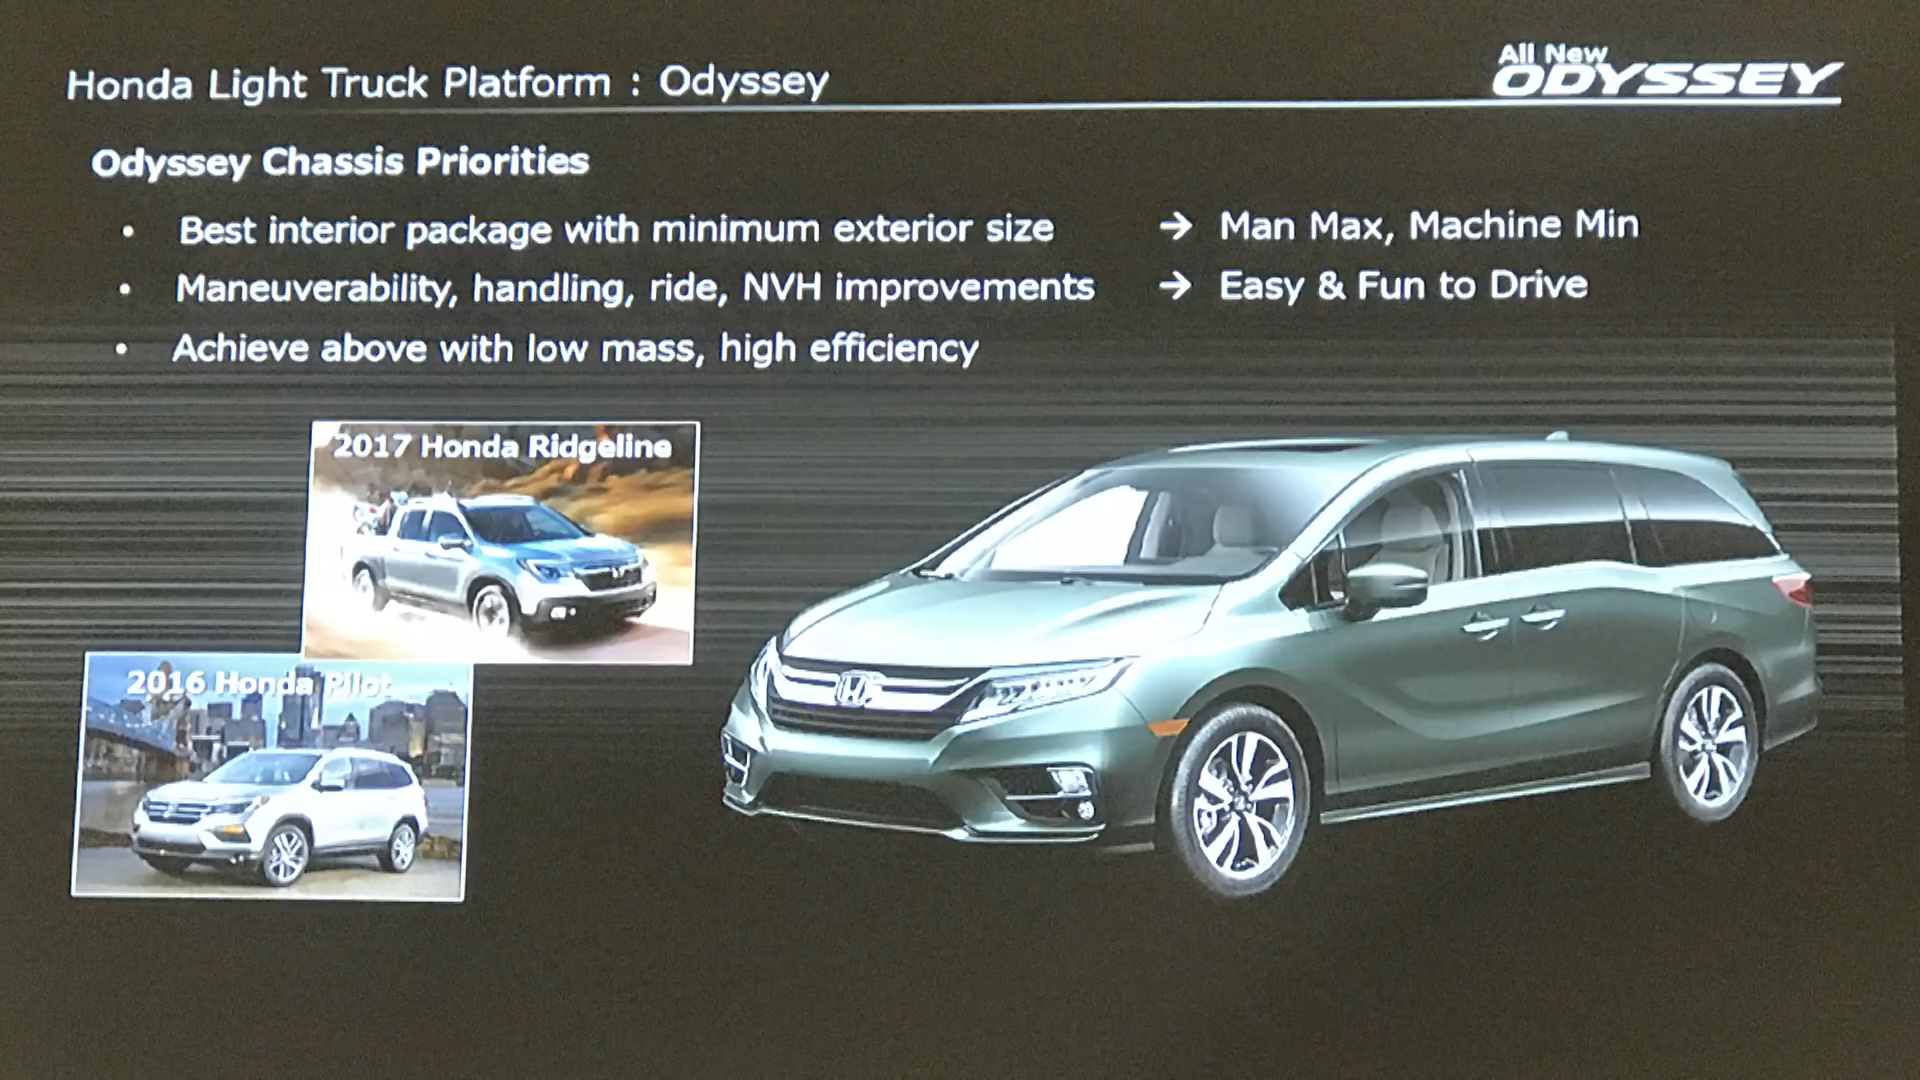 Honda Light Truck Platform : Odyssey
All New
ODYSSEY
Odyssey Chassis Priorities
• Best interior package with minimum exterior size → Man Max, Machine Min
• Maneuverability, handling, ride, NVH improvements → Easy & Fun to Drive
• Achieve above with low mass, high efficiency
2017 Honda Ridgeline
2016 Honda Pilot